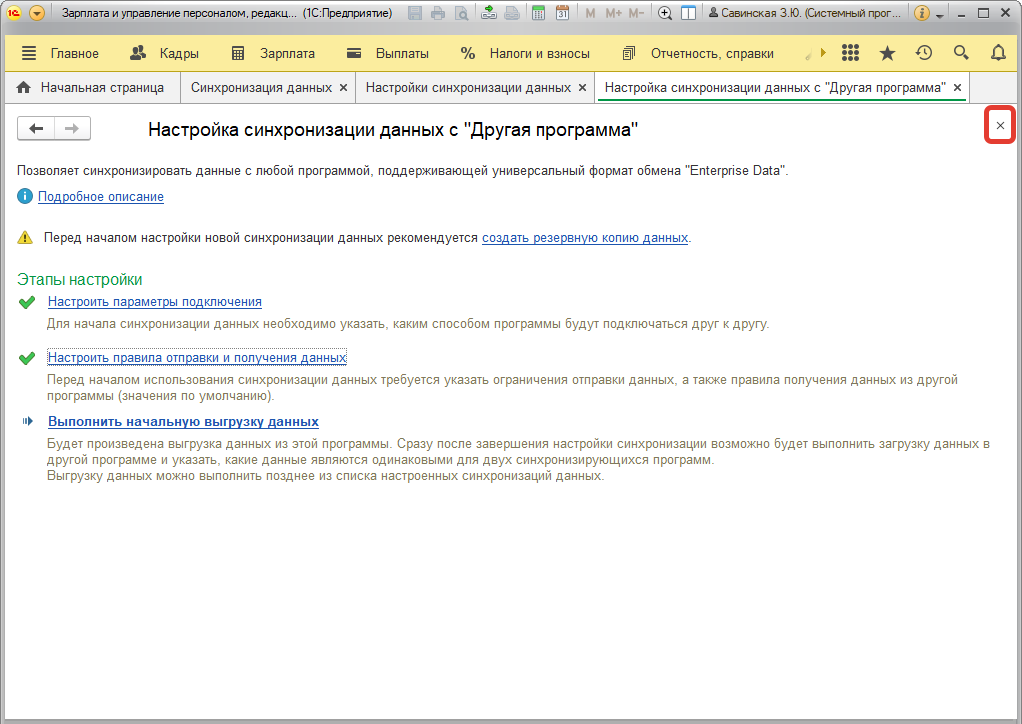 Зарплата и управление персоналом, редакц... (1С:Предприятие)
31
M M+ M-
Савинская З.Ю. (Системный прог...
Главное
Кадры
Зарплата
Выплаты
% Налоги и взносы
Отчетность, справки
Начальная страница
Синхронизация данных ×
Настройки синхронизации данных ×
Настройка синхронизации данных с "Другая программа" ×
Настройка синхронизации данных с "Другая программа"
Позволяет синхронизировать данные с любой программой, поддерживающей универсальный формат обмена "Enterprise Data".
Подробное описание
Перед началом настройки новой синхронизации данных рекомендуется создать резервную копию данных.
Этапы настройки
Настроить параметры подключения
Для начала синхронизации данных необходимо указать, каким способом программы будут подключаться друг к другу.
Настроить правила отправки и получения данных
Перед началом использования синхронизации данных требуется указать ограничения отправки данных, а также правила получения данных из другой
программы (значения по умолчанию).
Выполнить начальную выгрузку данных
Будет произведена выгрузка данных из этой программы. Сразу после завершения настройки синхронизации возможно будет выполнить загрузку данных в
другой программе и указать, какие данные являются одинаковыми для двух синхронизирующихся программ.
Выгрузку данных можно выполнить позднее из списка настроенных синхронизаций данных.